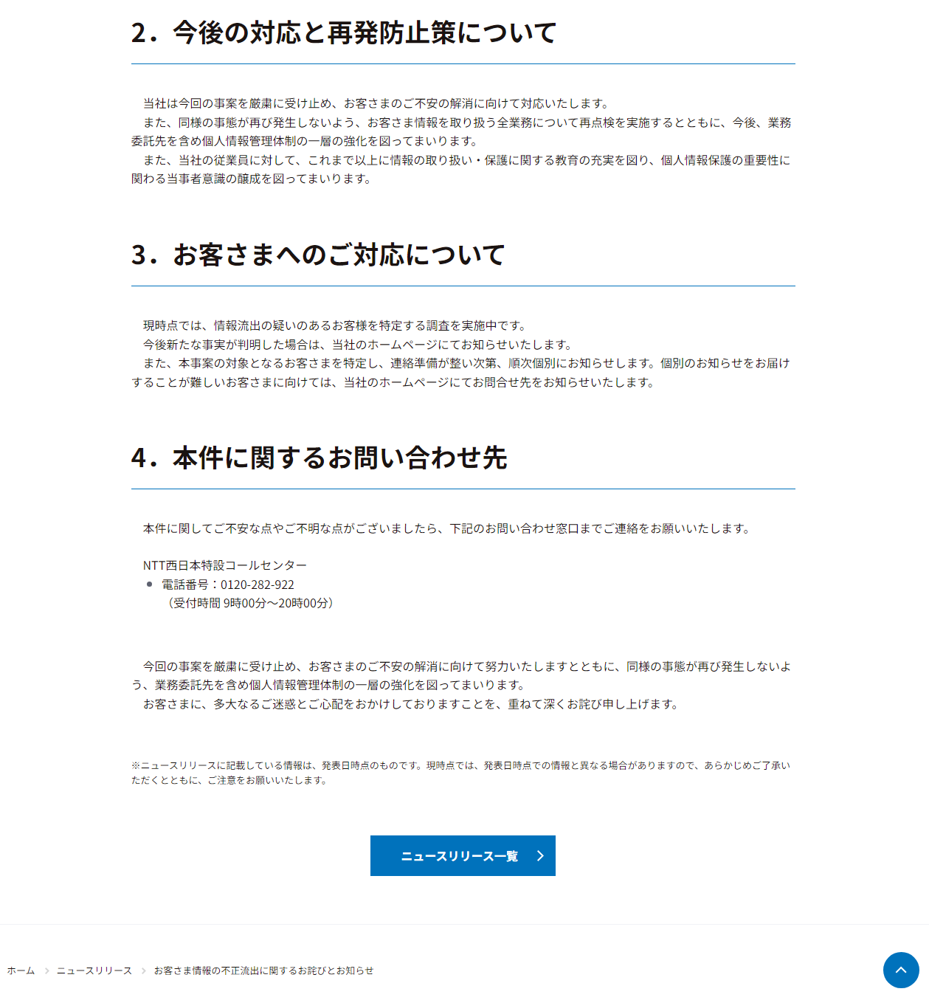 2．今後の対応と再発防止策について
当社は今回の事案を厳粛に受け止め、お客さまのご不安の解消に向けて対応いたします。
また、同様の事態が再び発生しないよう、お客さま情報を取り扱う全業務について再点検を実施するとともに、今後、業務
委託先を含め個人情報管理体制の一層の強化を図ってまいります。
また、当社の従業員に対して、これまで以上に情報の取り扱い・保護に関する教育の充実を図り、個人情報保護の重要性に
関わる当事者意識の醸成を図ってまいります。
3．お客さまへのご対応について
現時点では、情報流出の疑いのあるお客様を特定する調査を実施中です。
今後新たな事実が判明した場合は、当社のホームページにてお知らせいたします。
また、本事案の対象となるお客さまを特定し、連絡準備が整い次第、順次個別にお知らせします。個別のお知らせをお届け
することが難しいお客さまに向けては、当社のホームページにてお問合せ先をお知らせいたします。
4．本件に関するお問い合わせ先
本件に関してご不安な点やご不明な点がございましたら、下記のお問い合わせ窓口までご連絡をお願いいたします。
NTT西日本特設コールセンター
電話番号：0120-282-922
（受付時間 9時00分～20時00分）
今回の事案を厳粛に受け止め、お客さまのご不安の解消に向けて努力いたしますとともに、同様の事態が再び発生しないよ
う、業務委託先を含め個人情報管理体制の一層の強化を図ってまいります。
お客さまに、多大なるご迷惑とご心配をおかけしておりますことを、重ねて深くお詫び申し上げます。
※ニュースリリースに記載している情報は、発表日時点のものです。現時点では、発表日時点での情報と異なる場合がありますので、あらかじめご了承い
ただくとともに、ご注意をお願いいたします。
ニュースリリース一覧
ホーム ニュースリリース お客さま情報の不正流出に関するお詫びとお知らせ